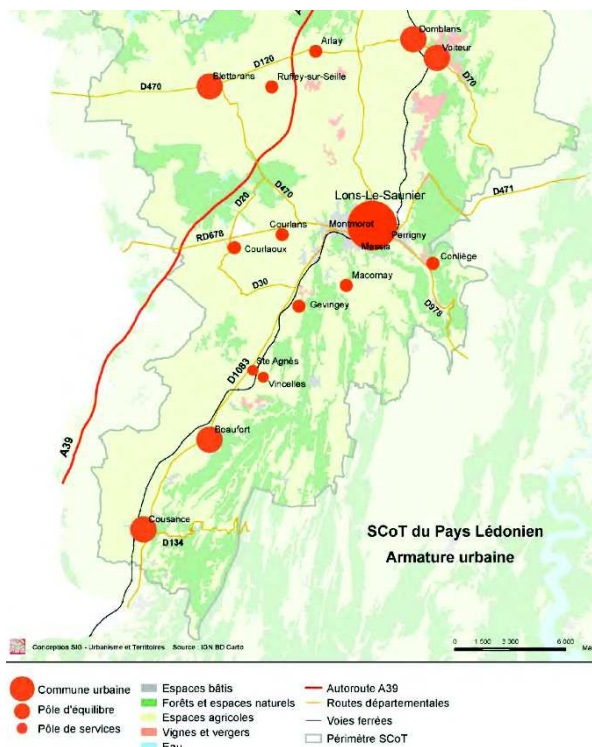 Domblans
Arlay
Voiteur
D120
D70
Bletterans
Ruffey-sur-Seille
D470
Lons-Le-Saunier
D471
D470
D20
Courlans
Montmorot
RD678
Perrigny
Courlaoux
Messia
Conliège
D30
Macornay
Gevingey
D978
Ste Agnès
D1083
Vincelles
A39
Beaufort
Cousance
D134
SCoT du Pays Lédonien
Armature urbaine
Conception SIG - Urbanisme et Territoires Source : IGN BD Carto
0 1 500 3 000 6 000
Commune urbaine
Pôle d'équilibre
Pôle de services
Espaces bâtis
Forêts et espaces naturels
Espaces agricoles
Vignes et vergers
Eau
Autoroute A39
Routes départementales
Voies ferrées
Périmètre SCoT